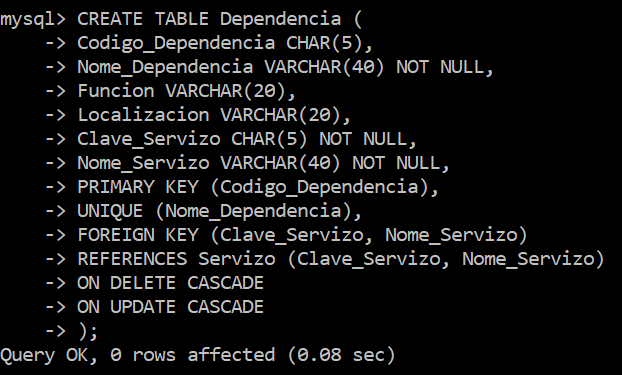 mysql> CREATE TABLE Dependencia (
    -> Codigo_Dependencia CHAR(5),
    -> Nome_Dependencia VARCHAR(40) NOT NULL,
    -> Funcion VARCHAR(20),
    -> Localizacion VARCHAR(20),
    -> Clave_Servizo CHAR(5) NOT NULL,
    -> Nome_Servizo VARCHAR(40) NOT NULL,
    -> PRIMARY KEY (Codigo_Dependencia),
    -> UNIQUE (Nome_Dependencia),
    -> FOREIGN KEY (Clave_Servizo, Nome_Servizo)
    -> REFERENCES Servizo (Clave_Servizo, Nome_Servizo)
    -> ON DELETE CASCADE
    -> ON UPDATE CASCADE
    -> );
Query OK, 0 rows affected (0.08 sec)